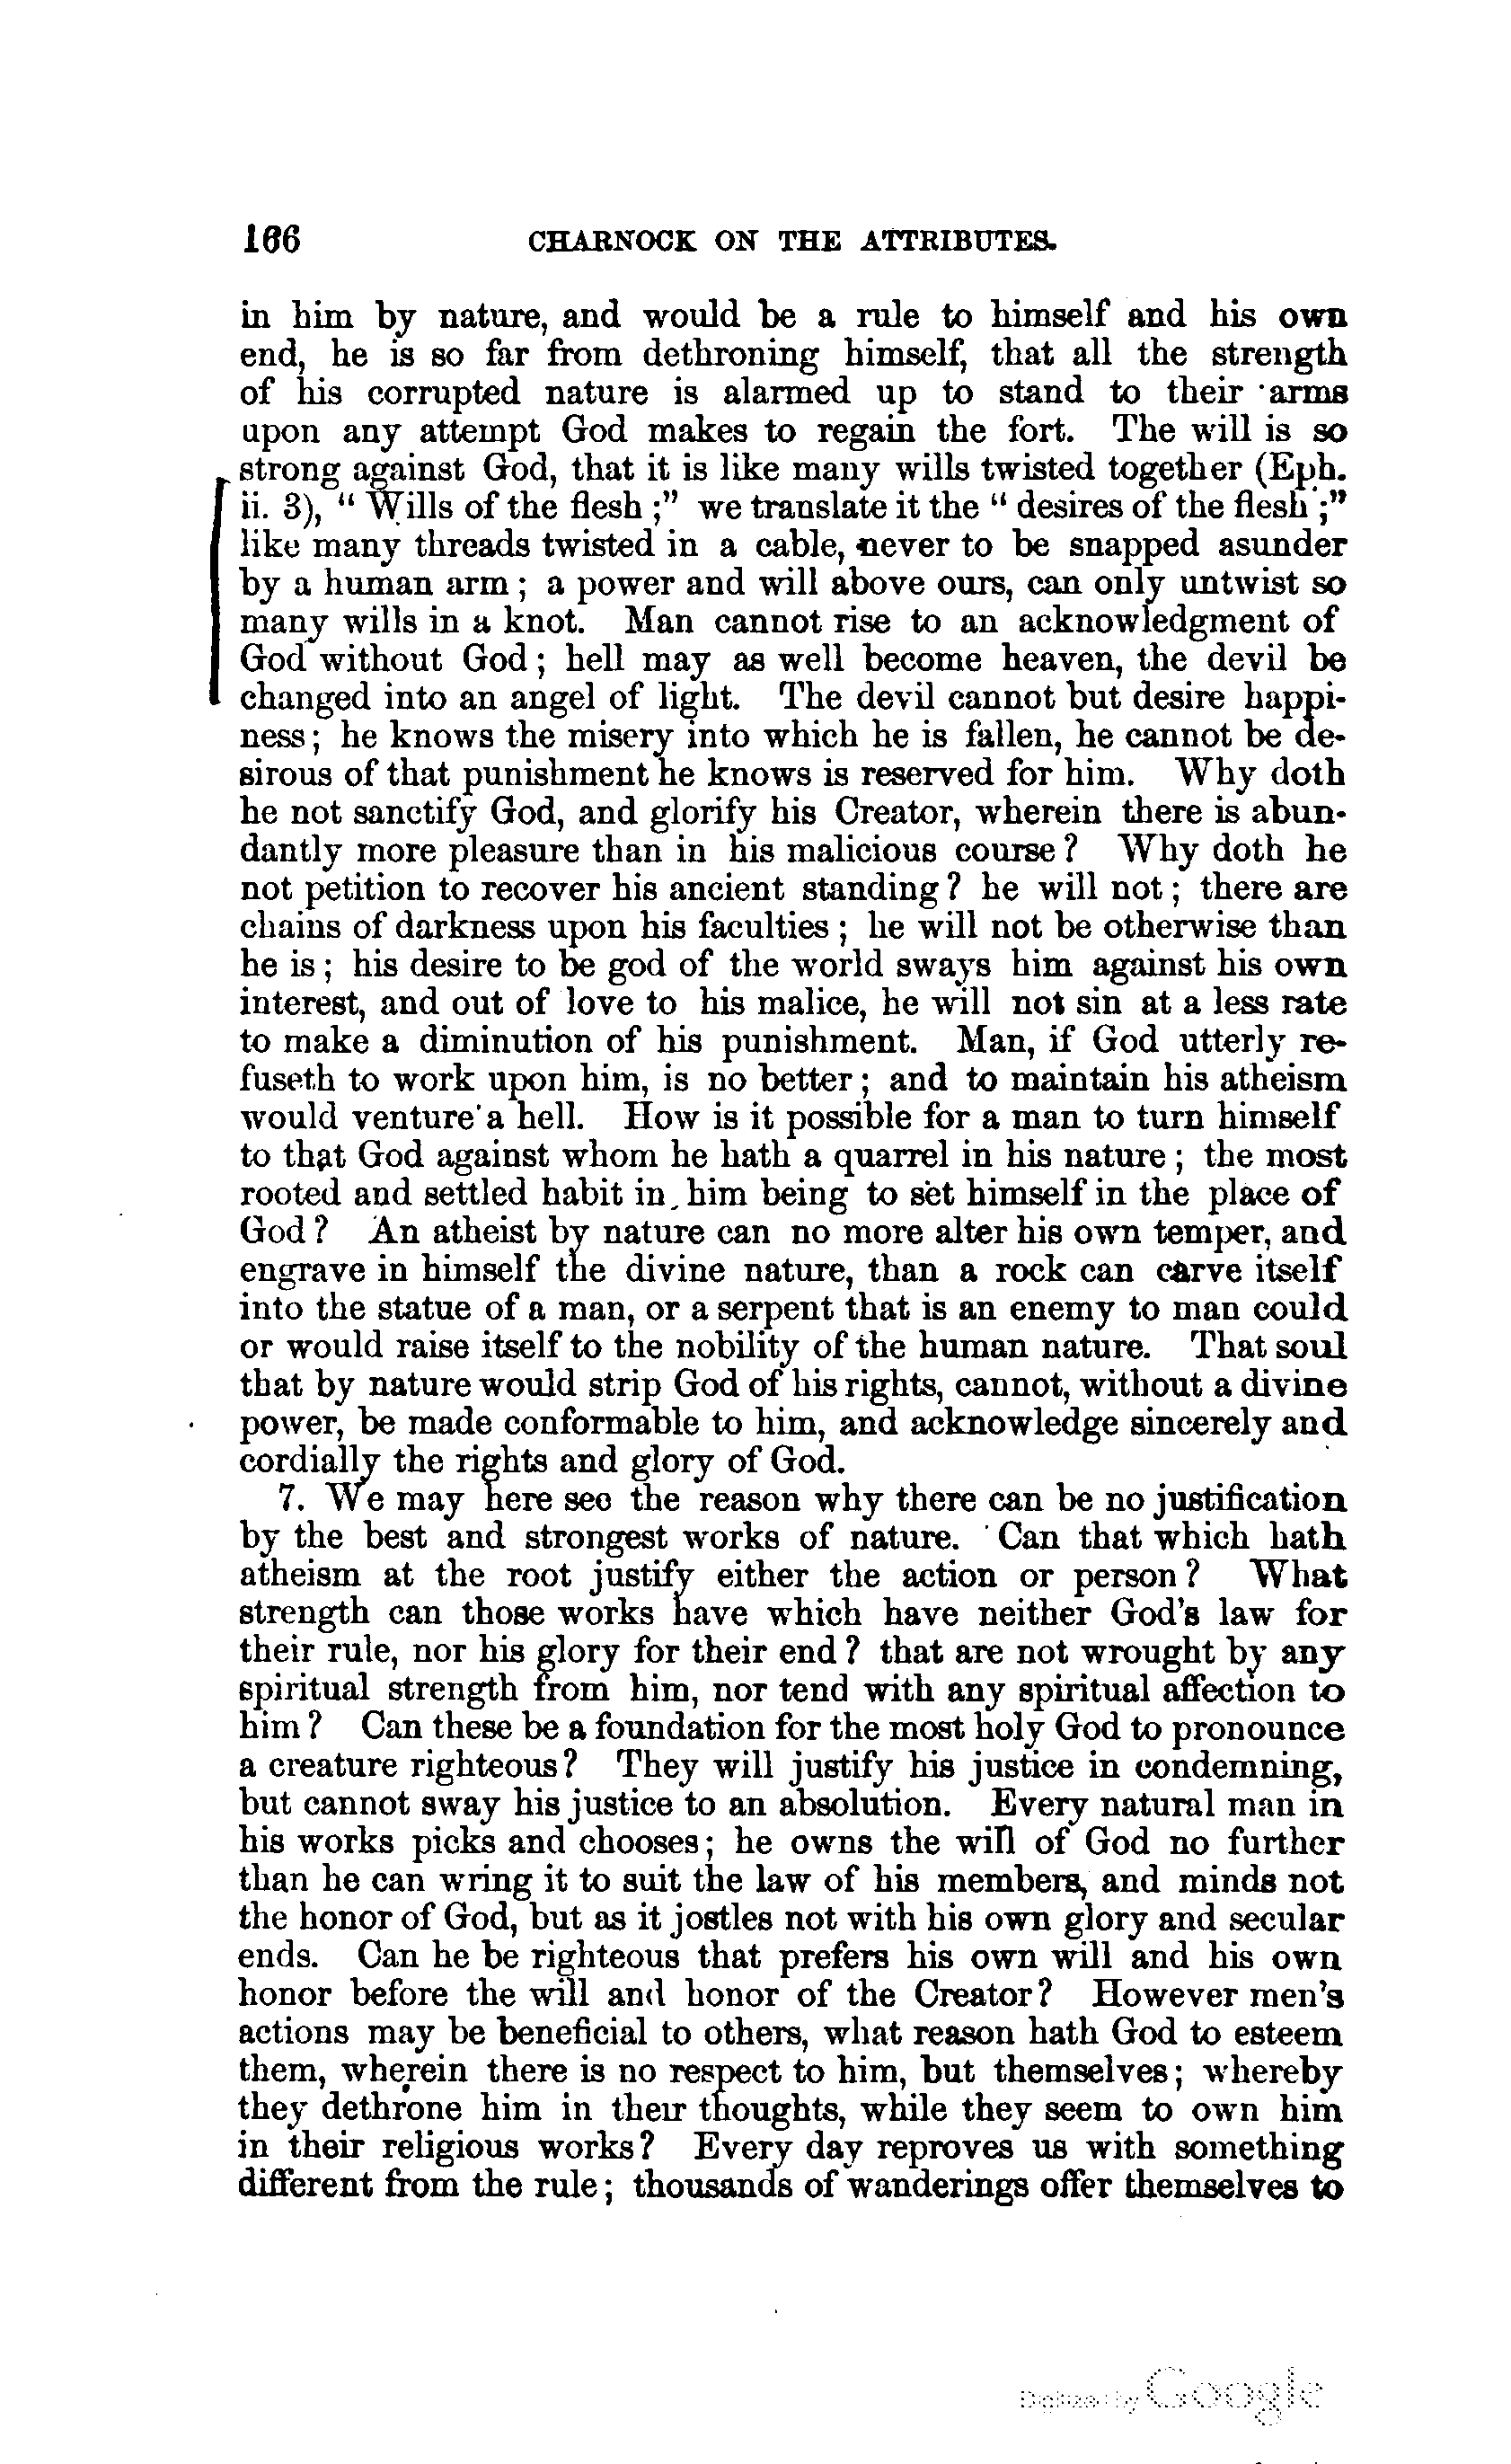 166 CHARNOCK ON THE ATTRIBUTES.
in him by nature, and would be a rule to himself and his own
end, he is so far from dethroning himself, that all the strength
of his corrupted nature is alarmed up to stand to their arms
upon any attempt God makes to regain the fort. The will is so
strong against God, that it is like many wills twisted together (Eph.
ii. 3), “ Wills of the flesh ;” we translate it the “ desires of the flesh ;”
like many threads twisted in a cable, never to be snapped asunder
by a human arm ; a power and will above ours, can only untwist so
many wills in a knot. Man cannot rise to an acknowledgment of
God without God ; hell may as well become heaven, the devil be
changed into an angel of light. The devil cannot but desire happi-
ness ; he knows the misery into which he is fallen, he cannot be de-
sirous of that punishment he knows is reserved for him. Why doth
he not sanctify God, and glorify his Creator, wherein there is abun-
dantly more pleasure than in his malicious course ? Why doth he
not petition to recover his ancient standing ? he will not ; there are
chains of darkness upon his faculties ; he will not be otherwise than
he is ; his desire to be god of the world sways him against his own
interest, and out of love to his malice, he will not sin at a less rate
to make a diminution of his punishment. Man, if God utterly re-
fuseth to work upon him, is no better ; and to maintain his atheism
would venture a hell. How is it possible for a man to turn himself
to that God against whom he hath a quarrel in his nature ; the most
rooted and settled habit in him being to set himself in the place of
God ? An atheist by nature can no more alter his own temper, and
engrave in himself the divine nature, than a rock can carve itself
into the statue of a man, or a serpent that is an enemy to man could
or would raise itself to the nobility of the human nature. That soul
that by nature would strip God of his rights, cannot, without a divine
power, be made conformable to him, and acknowledge sincerely and
cordially the rights and glory of God.
7. We may here see the reason why there can be no justification
by the best and strongest works of nature. Can that which hath
atheism at the root justify either the action or person ? What
strength can those works have which have neither God's law for
their rule, nor his glory for their end ? that are not wrought by any
spiritual strength from him, nor tend with any spiritual affection to
him ? Can these be a foundation for the most holy God to pronounce
a creature righteous ? They will justify his justice in condemning,
but cannot sway his justice to an absolution. Every natural man in
his works picks and chooses ; he owns the will of God no further
than he can wring it to suit the law of his members, and minds not
the honor of God, but as it jostles not with his own glory and secular
ends. Can he be righteous that prefers his own will and his own
honor before the will and honor of the Creator ? However men's
actions may be beneficial to others, what reason hath God to esteem
them, wherein there is no respect to him, but themselves ; whereby
they dethrone him in their thoughts, while they seem to own him
in their religious works ? Every day reproves us with something
different from the rule ; thousands of wanderings offer themselves to
Digitized by Google